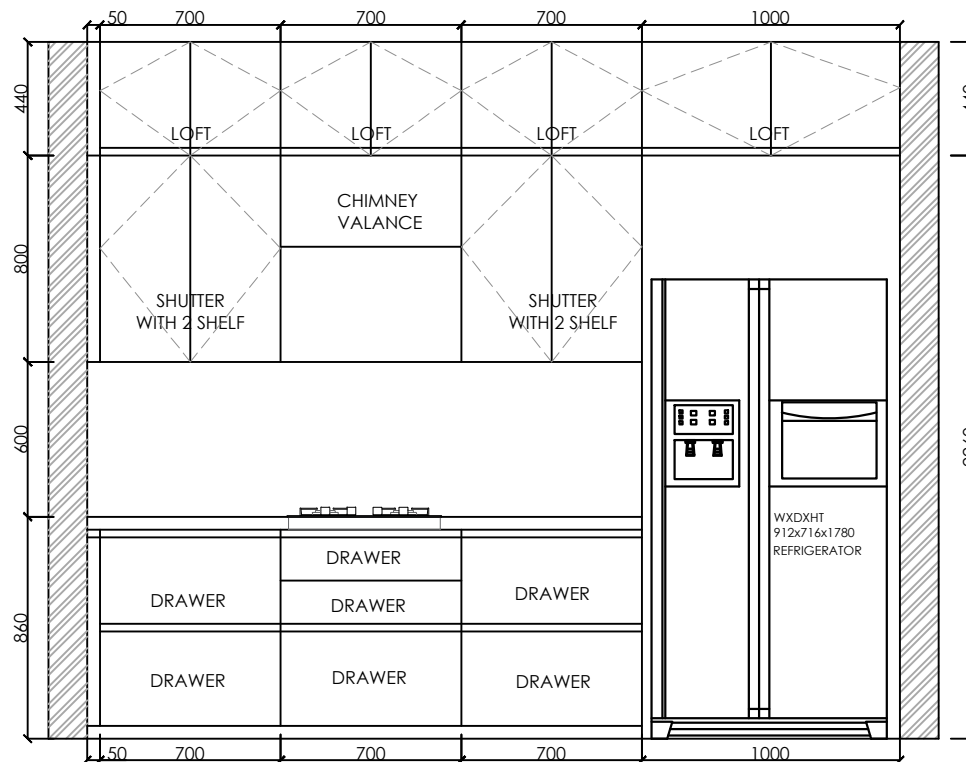 50 700 700 700 1000
440
LOFT LOFT LOFT LOFT
CHIMNEY
VALANCE
800
SHUTTER
WITH 2 SHELF
SHUTTER
WITH 2 SHELF
600
WXDXHT
912x716x1780
REFRIGERATOR
860
DRAWER
DRAWER
DRAWER
DRAWER
DRAWER
DRAWER
DRAWER
50 700 700 700 1000